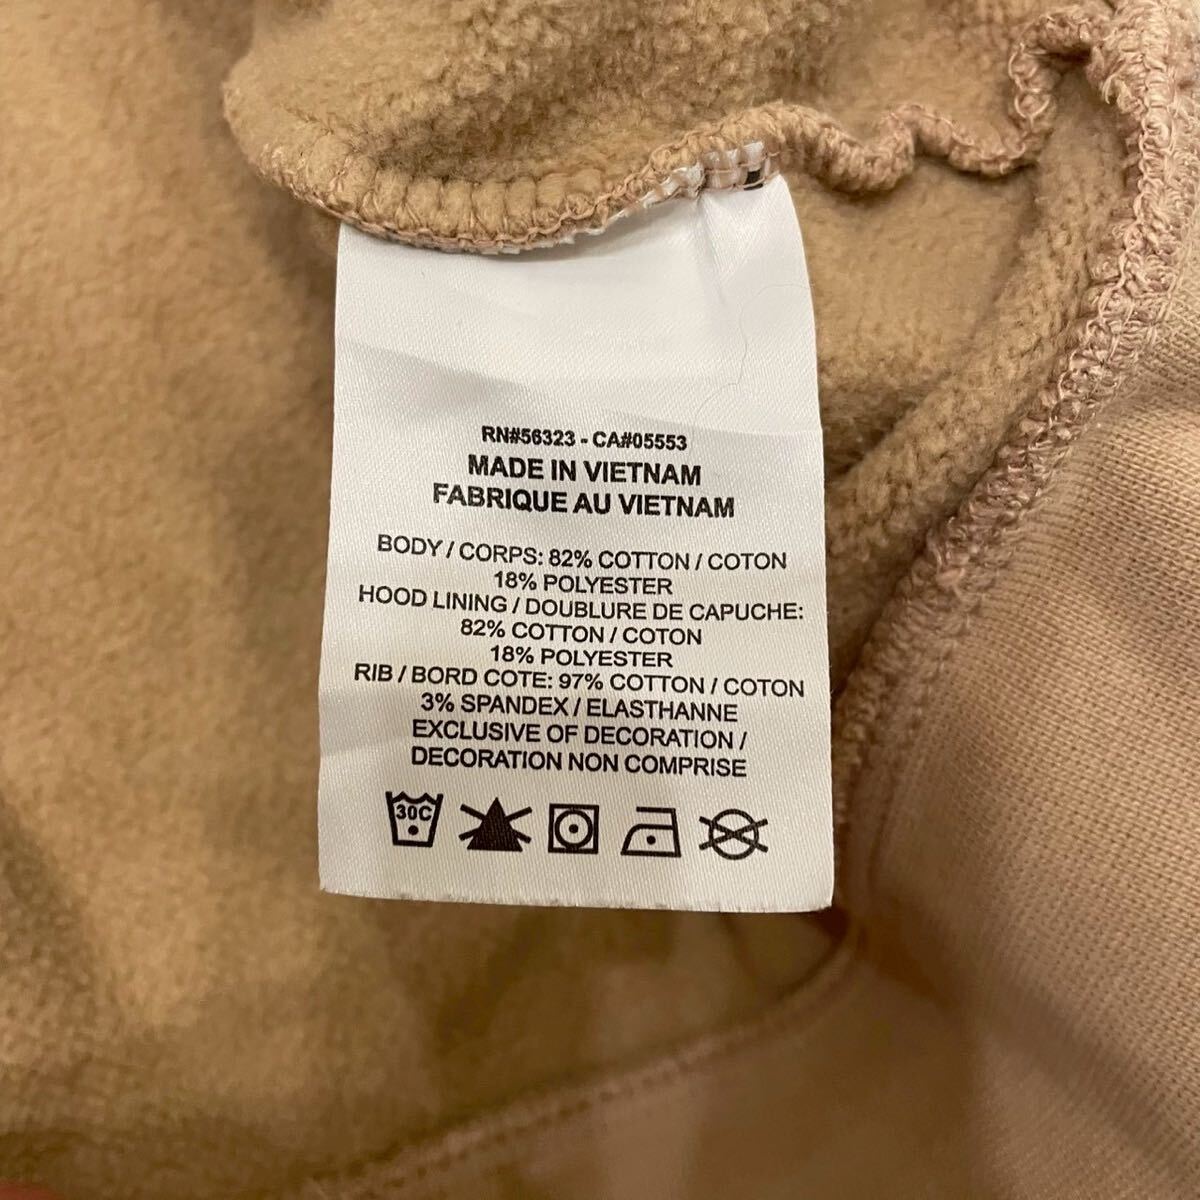 RN#56323 - CA#05553
MADE IN VIETNAM
FABRIQUE AU VIETNAM
BODY / CORPS: 82% COTTON / COTON
18% POLYESTER
HOOD LINING / DOUBLURE DE CAPUCHE:
82% COTTON / COTON
18% POLYESTER
RIB / BORD COTE: 97% COTTON / COTON
3% SPANDEX / ELASTHANNE
EXCLUSIVE OF DECORATION /
DECORATION NON COMPRISE
30C